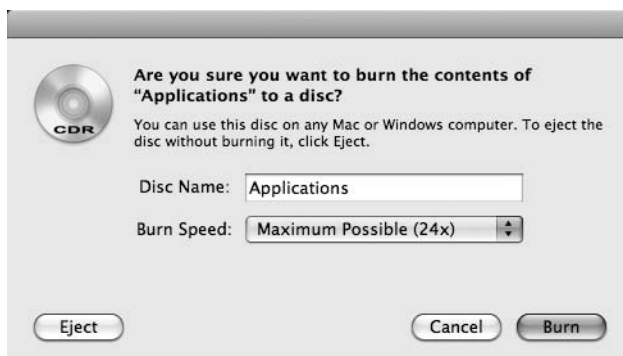 CDR
Are you sure you want to burn the contents of
“Applications” to a disc?
You can use this disc on any Mac or Windows computer. To eject the
disc without burning it, click Eject.
Disc Name: Applications
Burn Speed: Maximum Possible (24x)
Eject Cancel Burn